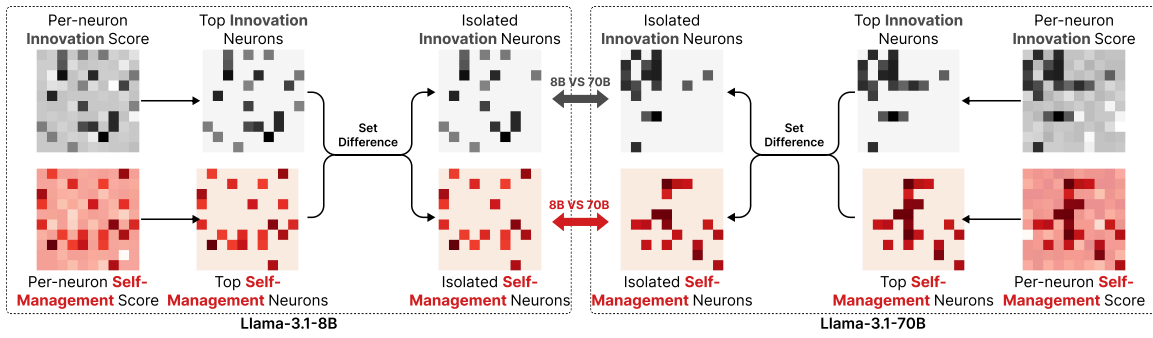 Per-neuron
Innovation Score
Top Innovation
Neurons
Isolated
Innovation Neurons
Isolated
Innovation Neurons
Top Innovation
Neurons
Per-neuron
Innovation Score
8B VS 70B
Set
Difference
Set
Difference
8B VS 70B
Per-neuron Self-
Management Score
Top Self-
Management Neurons
Isolated Self-
Management Neurons
Isolated Self-
Management Neurons
Top Self-
Management Neurons
Per-neuron Self-
Management Score
Llama-3.1-8B
Llama-3.1-70B